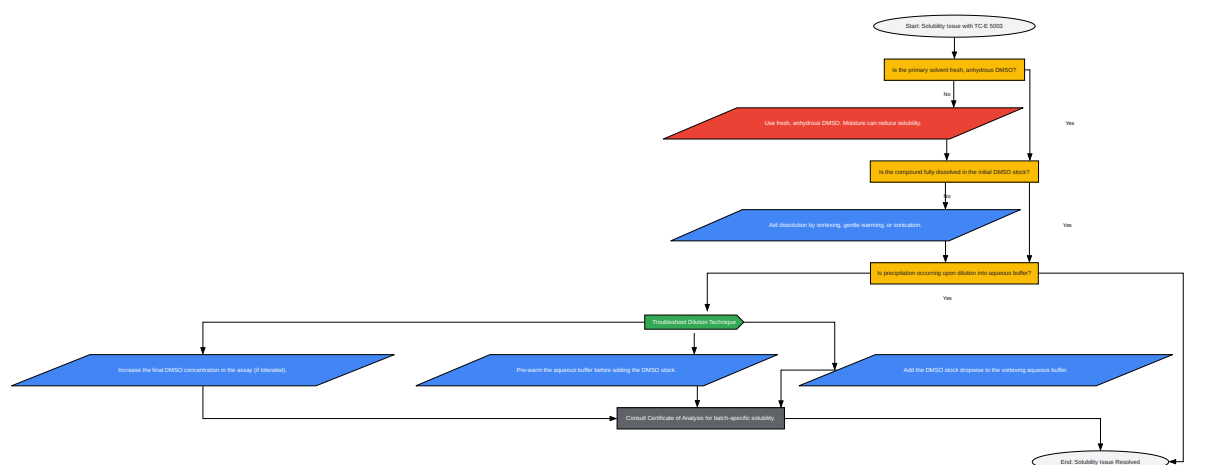 Start: Solubility Issue with TC-E 5003
Is the primary solvent fresh, anhydrous DMSO?
No
Use fresh, anhydrous DMSO. Moisture can reduce solubility.
Yes
Is the compound fully dissolved in the initial DMSO stock?
No
Aid dissolution by vortexing, gentle warming, or sonication.
Yes
Is precipitation occurring upon dilution into aqueous buffer?
Yes
Troubleshoot Dilution Technique
Increase the final DMSO concentration in the assay (if tolerated).
Pre-warm the aqueous buffer before adding the DMSO stock.
Add the DMSO stock dropwise to the vortexing aqueous buffer.
Consult Certificate of Analysis for batch-specific solubility.
End: Solubility Issue Resolved